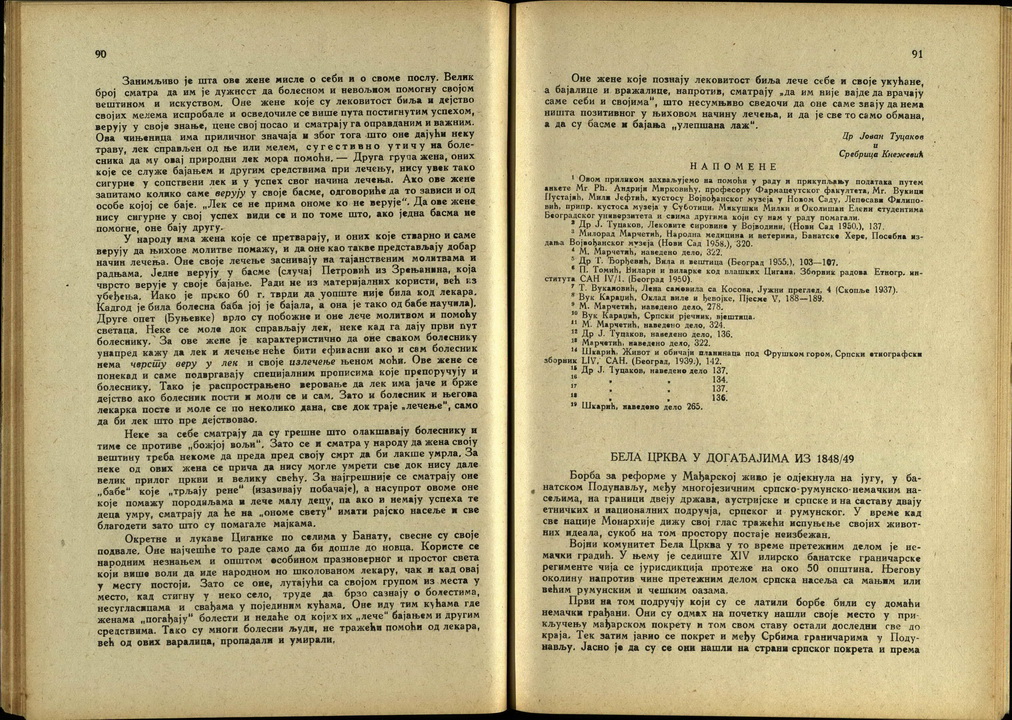 90
Занимљиво је шта ове жене мисле о себи и о своме послу. Велик
број сматра да им је дужност да болесном и невољном помогну својом
вештином и искуством. Оне жене које су лековитост биља и дејство
својих мелема испробале и осведочиле се више пута постигнутим успехом,
верују у своје знање, цене свој посао и сматрају га оправданим и важним.
Ова чињеница има приличног значаја и због тога што оне дајући неку
траву, лек справљен од ње или мелем, сугестивно утичу на боле-
сника да му овај природни лек мора помоћи. — Друга група жена, оних
које се служе бајањем и другим средствима при лечењу, нису увек тако
сигурне у сопствени лек и у успех свог начина лечења. Ако ове жене
запитамо колико саме верују у своје басме, одговориће да то зависи и од
особе којој се баје. „Лек се не прима ономе ко не верује". Да ове жене
нису сигурне у свој успех види се и по томе што, ако једна басма не
помогне, оне бају другу.
У народу има жена које се претварају, и оних које стварно и саме
верују да њихове молитве помажу, и да оне као такве представљају добар
начин лечења. Оне своје лечење заснивају на тајанственим молитвама и
радњама. Једне верују у басме (случај Петровић из Зрењанина, која
чврсто верује у своје бајање. Ради не из материјалних користи, већ из
убеђења. Иако је преко 60 г. тврди да уопште није била код лекара.
Кадгод је била болесна баба јој је бајала, а она је тако од бабе научила).
Друге опет (Буњевке) врло су побожне и оне лече молитвом и помоћу
светаца. Неке се моле док справљају лек, неке кад га дају први пут
болеснику. За ове жене је карактеристично да оне сваком болеснику
унапред кажу да лек и лечење неће бити ефикасни ако и сам болесник
нема чврсту веру у лек и своје излечење њеном моћи. Оне жене се
понекад и саме подвргавају специјалним прописима које препоручују и
болеснику. Тако је распрострањено веровање да лек има јаче и брже
дејство ако болесник пости и моли се и сам. Зато и болесник и његова
лекарка посте и моле се по неколико дана, све док траје „лечење", само
да би лек што пре дејствовао.
Неке за себе сматрају да су грешне што олакшавају болеснику и
тиме се противе „божјој вољи". Зато се и сматра у народу да жена своју
вештину треба некоме да преда пред своју смрт да би лакше умрла. За
неке од ових жена се прича да нису могле умрети све док нису дале
велик прилог цркви и велику свећу. За најгрешније се сматрају оне
„бабе" које „трљају рене" (изазивају побачаје), а насупрот овоме оне
које помажу породиљама и лече малу децу, па ако и немају успеха те
деца умру, сматрају да ће на „ономе свету" имати рајско насеље и све
благодети зато што су помагале мајкама.
Окретне и лукаве Циганке по селима у Банату, свесне су своје
подвале. Оне најчешће то раде само да би дошле до новца. Користе се
народним незнањем и општом особином празноверног и простог света
који више воли да иде народном но школованом лекару, чак и кад овај
у месту постоји. Зато се оне, лутајући са својом групом из места у
место, кад стигну у неко село, труде да брзо сазнају о болестима,
несугласицама и свађама у појединим кућама. Оне иду тим кућама где
женама „погађају" болести и недаће од којих их „лече" бајањем и другим
средствима. Тако су многи болесни људи, не тражећи помоћи од лекара,
већ од ових варалица, пропадали и умирали.
91
Оне жене које познају лековитост биља лече себе и своје укућане,
а бајалице и вражалице, напротив, сматрају „да им није вајде да врачају
саме себи и својима", што несумњиво сведочи да оне саме знају да нема
ништа позитивног у њиховом начину лечења, и да је све то само обмана,
а да су басме и бајања „улепшана лаж".
Др Јован Туцаков
и
Сребрица Кнежевић
НАПОМЕНЕ
¹ Овом приликом захваљујемо на помоћи у раду и прикупљању података путем
анкете Mr. Ph. Андрији Мирковићу, професору Фармацеутског факултета, Mr. Букици
Пустајић, Мили Јефтић, кустосу Војвођанског музеја у Новом Саду, Лепосави Филипо-
вић, припр. кустоса музеја у Суботици, Микушки Милки и Околишан Елени студентима
Београдског универзитета и свима другима који су нам у раду помагали.
² Др Ј. Туцаков, Лековите сировине у Војводини, (Нови Сад 1950.), 137.
³ Милорад Марчетић, Народна медицина и ветерина, Банатске Хере, Посебна из-
дања Војвођанског музеја (Нови Сад 1958.), 320.
⁴ М. Марчетић, наведено дело, 322.
⁵ Др Т. Ђорђевић, Вила и вештица (Београд 1955.), 103—107.
⁶ П. Томић, Вилари и виларке код влашких Цигана. Зборник радова Етногр. ин-
ститута САН IV/1. (Београд 1950).
⁷ Т. Вукановић, Лена самовила са Косова, Јужни преглед, 4 (Скопље 1937).
⁸ Вук Караџић, Оклад виле и ђевојке, Пјесме V, 188—189.
⁹ М. Марчетић, наведено дело, 278.
¹⁰ Вук Караџић, Српски рјечник, вјештица.
¹¹ М. Марчетић, наведено дело, 324.
¹² Др Ј. Туцаков, наведено дело, 136.
¹³ Марчетић, наведено дело, 322.
¹⁴ Шкарић. Живот и обичаји планинаца под Фрушком гором, Српски етнографски
зборник LIV, САН. (Београд, 1939.), 142.
¹⁵ Др Ј. Туцаков, наведено дело 137.
¹⁶ „ „ 134.
¹⁷ „ „ 137.
¹⁸ „ „ 136.
¹⁹ Шкарић, наведено дело 265.
БЕЛА ЦРКВА У ДОГАЂАЈИМА ИЗ 1848/49
Борба за реформе у Мађарској живо је одјекнула на југу, у ба-
натском Подунављу, међу многојезичним српско-румунско-немачким на-
сељима, на граници двеју држава, аустријске и српске и на саставу двају
етничких и националних подручја, српског и румунског. У време кад
све нације Монархије дижу свој глас тражећи испуњење својих живот-
них идеала, сукоб на том простору постаје неизбежан.
Војни комунитет Бела Црква у то време претежним делом је не-
мачки градић. У њему је седиште XIV илирско банатске граничарске
регименте чија се јурисдикција протеже на око 50 општина. Његову
околину напротив чине претежним делом српска насеља са мањим или
већим румунским и чешким оазама.
Први на том подручју који су се латили борбе били су домаћи
немачки грађани. Они су одмах на почетку нашли своје место у при-
кључењу мађарском покрету и том свом ставу остали доследни све до
краја. Тек затим јавио се покрет и међу Србима граничарима у Поду-
нављу. Јасно је да су се они нашли на страни српског покрета и према